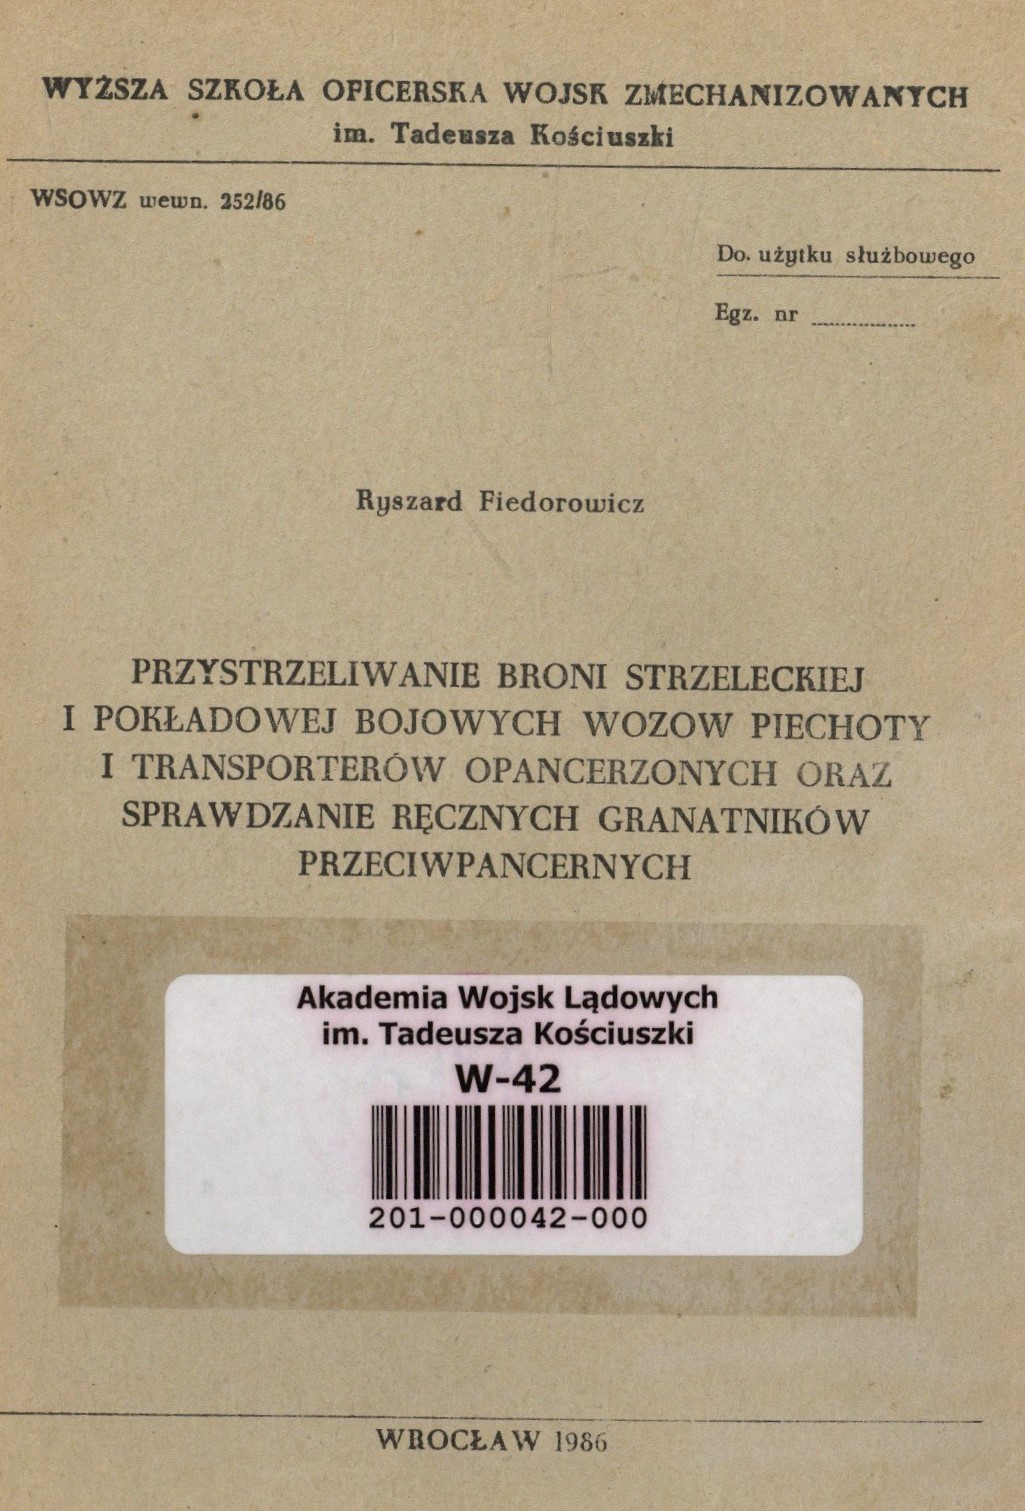 WYŻSZA SZKOŁA OFICERSKA WOJSK ZMECHANIZOWANYCH
im. Tadeusza Kościuszki
WSOWZ wewn. 252/86
Do. użytku służbowego
Egz. nr ...............
Ryszard Fiedorowicz
PRZYSTRZELIWANIE BRONI STRZELECKIEJ
I POKŁADOWEJ BOJOWYCH WOZOW PIECHOTY
I TRANSPORTERÓW OPANCERZONYCH ORAZ
SPRAWDZANIE RĘCZNYCH GRANATNIKÓW
PRZECIWPANCERNYCH
Akademia Wojsk Lądowych
im. Tadeusza Kościuszki
W-42
201-000042-000
WROCŁAW 1986